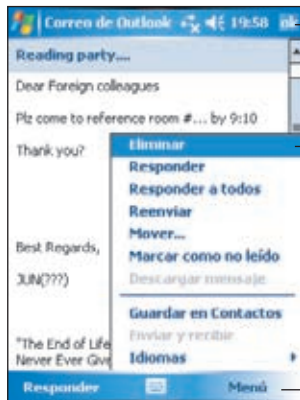 Correo de Outlook 19:58 ok
Reading party....
Dear Foreign colleagues
Plz come to reference room #... by 9:10
Thank you?
Best Regards,
JUN(???)
"The End of Life
Never Ever Give
Eliminar
Responder
Responder a todos
Reenviar
Mover...
Marcar como no leído
Descargar mensaje
Guardar en Contactos
Enviar y recibir
Idiomas
Responder Menú